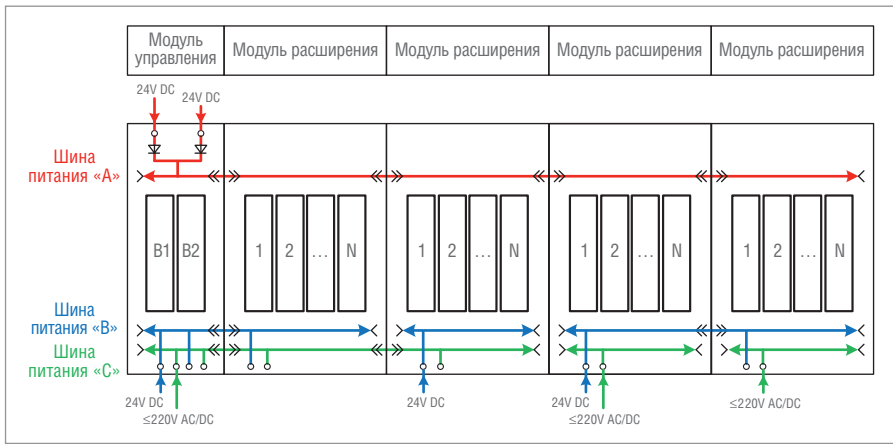 Модуль
управления
Модуль расширения
Модуль расширения
Модуль расширения
Модуль расширения
24V DC
24V DC
Шина
питания «А»
B1 B2
1 2 ... N
1 2 ... N
1 2 ... N
1 2 ... N
Шина
питания «В»
Шина
питания «С»
24V DC
≤220V AC/DC
24V DC
24V DC
≤220V AC/DC
≤220V AC/DC